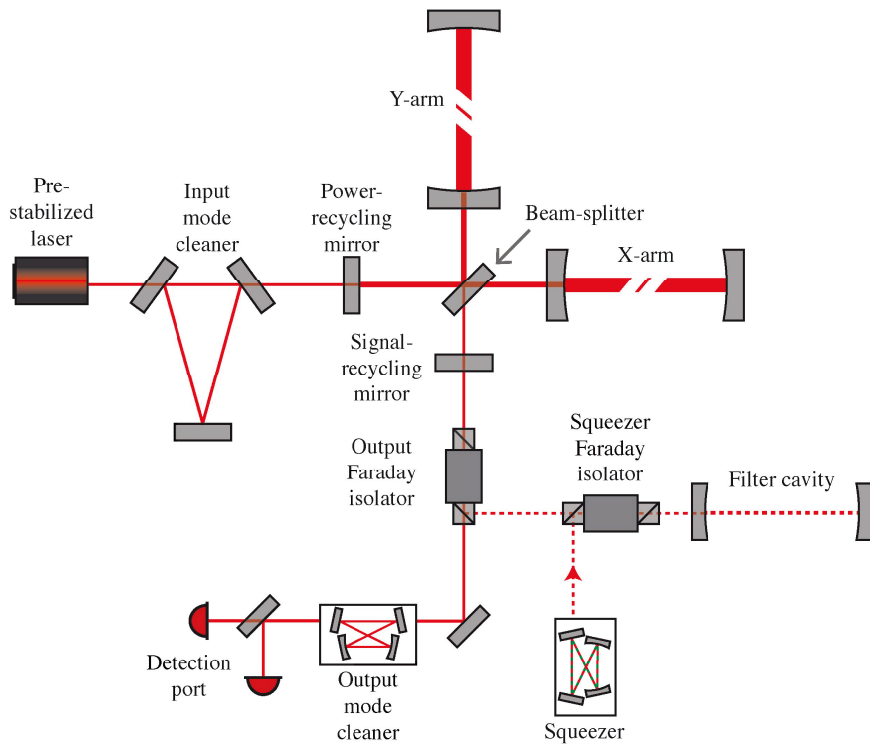 Y-arm
Pre-
stabilized
laser
Input
mode
cleaner
Power-
recycling
mirror
Beam-splitter
X-arm
Signal-
recycling
mirror
Output
Faraday
isolator
Squeezer
Faraday
isolator
Filter cavity
Detection
port
Output
mode
cleaner
Squeezer